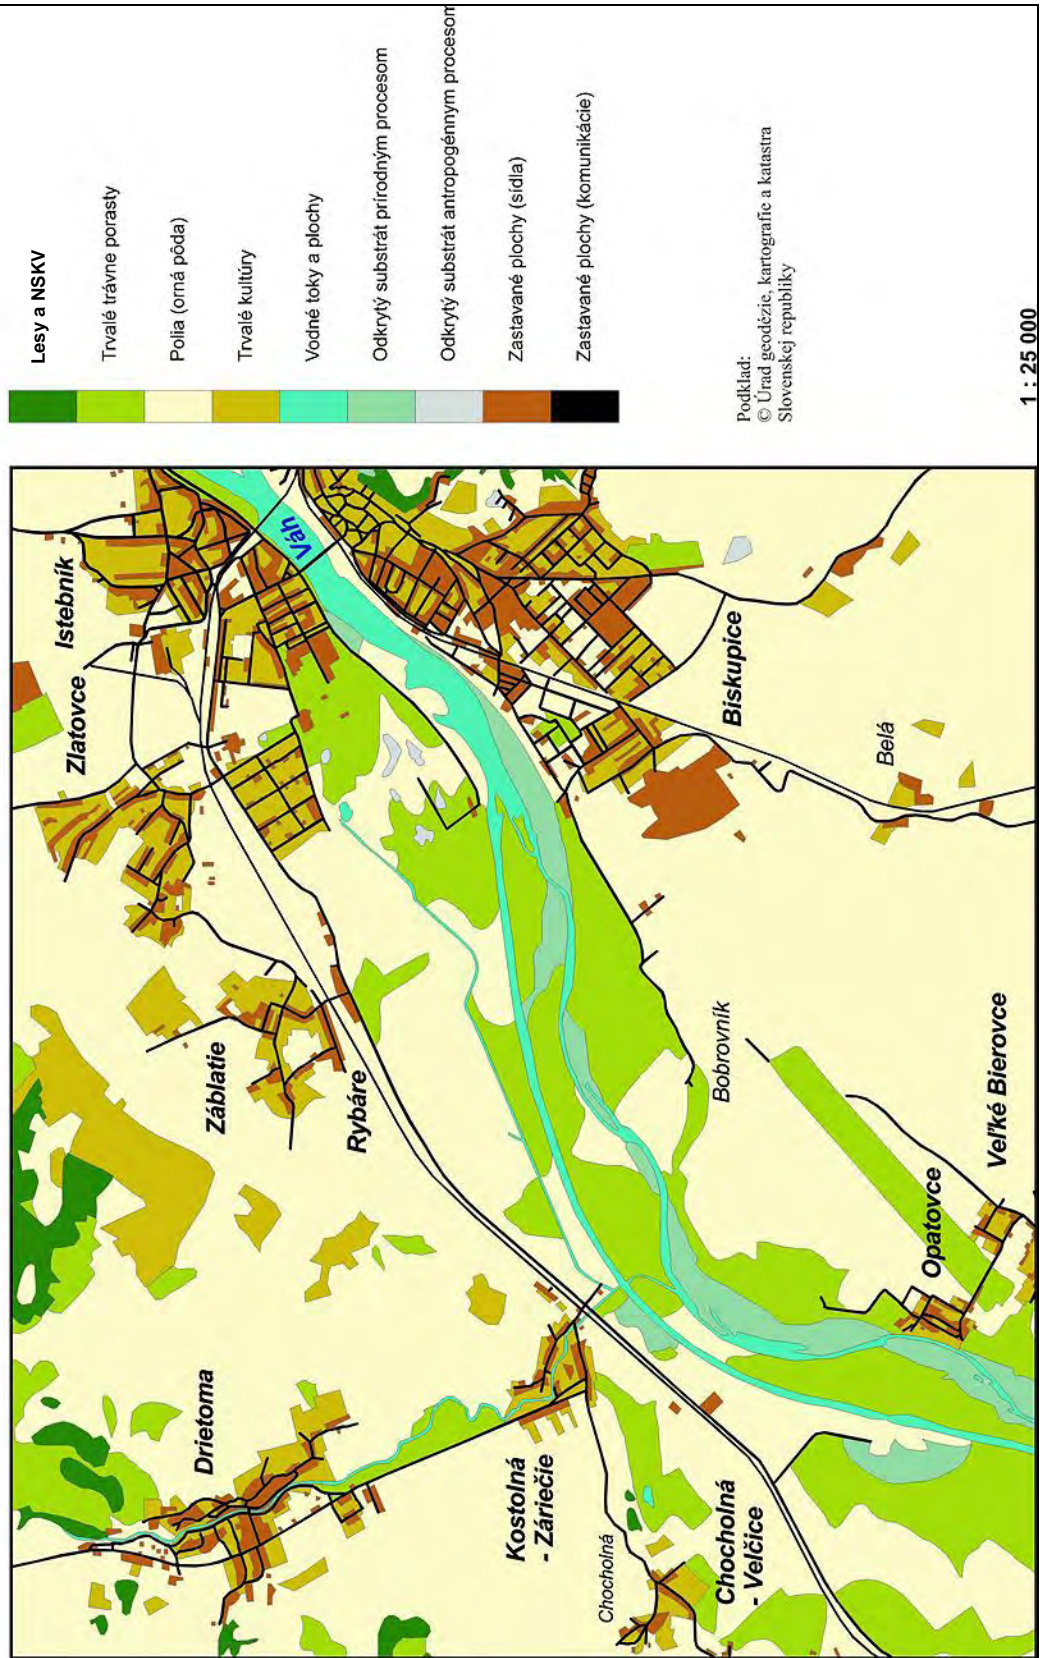 Lesy a NSKV
Trvalé trávne porasty
Polia (orná pôda)
Trvalé kultúry
Vodné toky a plochy
Odkrytý substrát prírodným procesom
Odkrytý substrát antropogénnym procesom
Zastavané plochy (sídla)
Zastavané plochy (komunikácie)
Podklad:
© Úrad geodézie, kartografie a katastra
Slovenskej republiky
1 : 25 000
Istebník
Zlatovce
Váh
Biskupice
Belá
Záblatie
Rybáre
Bobrovník
Veľké Bierovce
Opatovce
Drietoma
Kostolná
- Záriečie
Chocholná
Chocholná
- Velčice